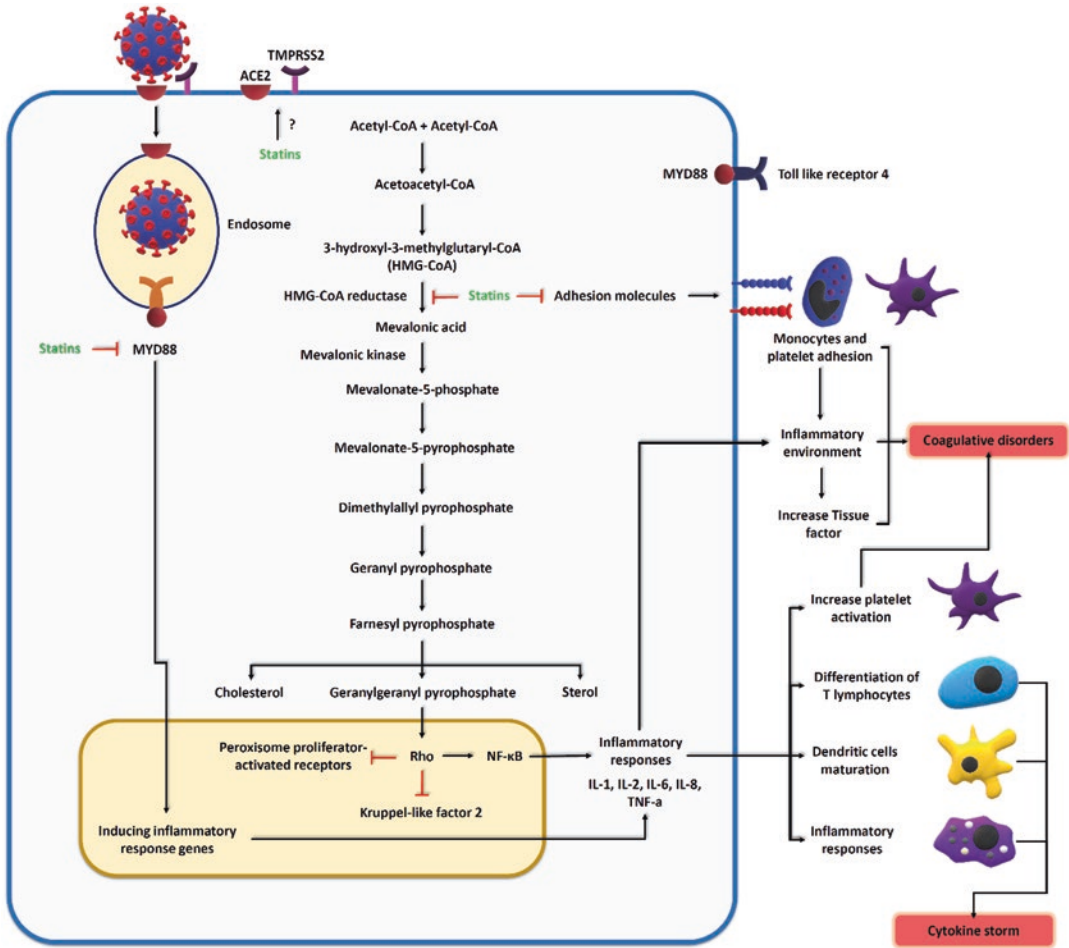 TMPRSS2
ACE2
?
Statins
Acetyl-CoA + Acetyl-CoA
Acetoacetyl-CoA
3-hydroxyl-3-methylglutaryl-CoA
(HMG-CoA)
HMG-CoA reductase
Statins
Adhesion molecules
Mevalonic acid
Mevalonic kinase
Mevalonate-5-phosphate
Mevalonate-5-pyrophosphate
Dimethylallyl pyrophosphate
Geranyl pyrophosphate
Farnesyl pyrophosphate
Cholesterol
Geranylgeranyl pyrophosphate
Sterol
Endosome
Statins
MYD88
MYD88
Toll like receptor 4
Monocytes and
platelet adhesion
Inflammatory
environment
Coagulative disorders
Increase Tissue
factor
Peroxisome proliferator-
activated receptors
Rho
NF-κB
Kruppel-like factor 2
Inducing inflammatory
response genes
Inflammatory
responses
IL-1, IL-2, IL-6, IL-8,
TNF-a
Increase platelet
activation
Differentiation of
T lymphocytes
Dendritic cells
maturation
Inflammatory
responses
Cytokine storm